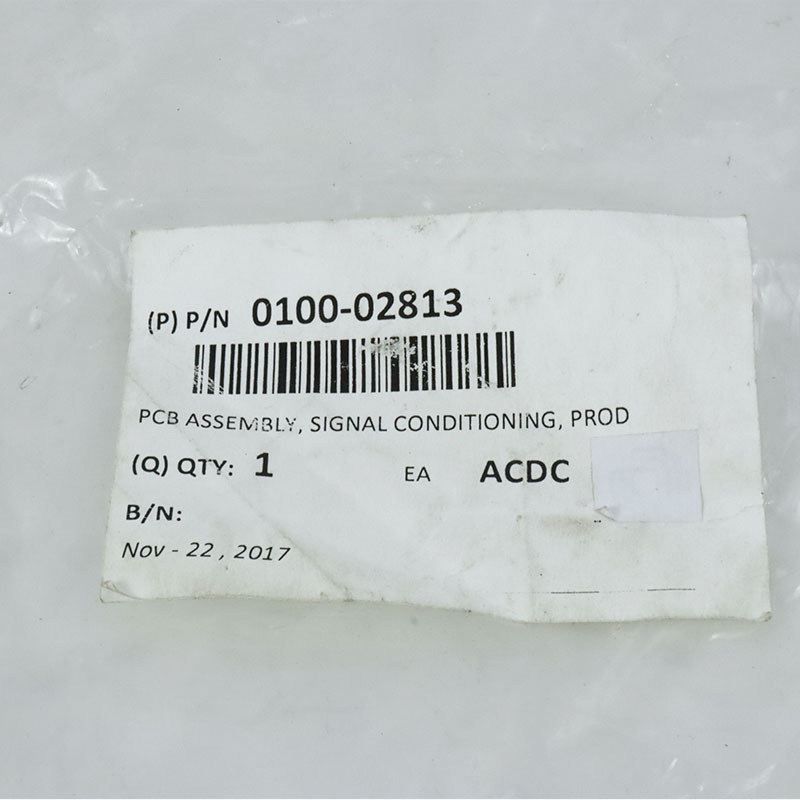 (P) P/N 0100-02813
PCB ASSEMBLY, SIGNAL CONDITIONING, PROD
(Q) QTY: 1 EA ACDC
B/N:
Nov - 22 , 2017